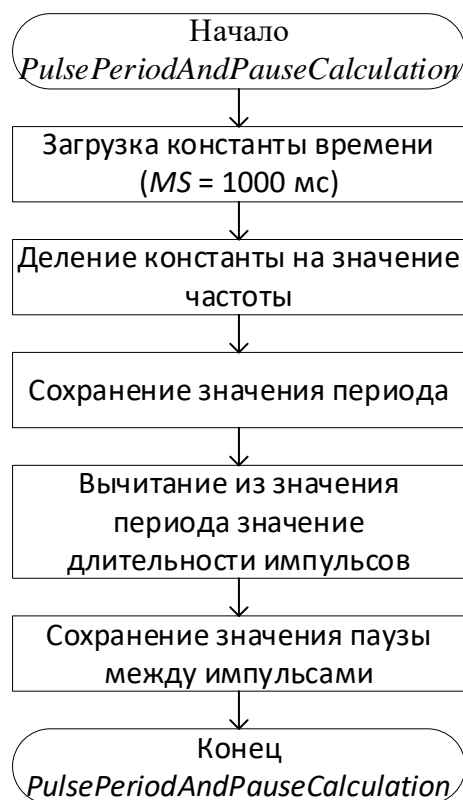 Начало
PulsePeriodAndPauseCalculation
Загрузка константы времени
(MS = 1000 мс)
Деление константы на значение
частоты
Сохранение значения периода
Вычитание из значения
периода значение
длительности импульсов
Сохранение значения паузы
между импульсами
Конец
PulsePeriodAndPauseCalculation